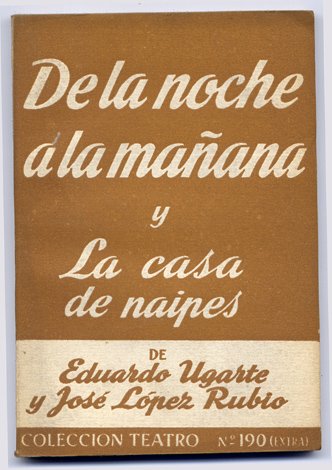 De la noche
a la mañana
y
La casa
de naipes
DE
Eduardo Ugarte
y José López Rubio
COLECCION TEATRO Nº 190 (EXTRA)